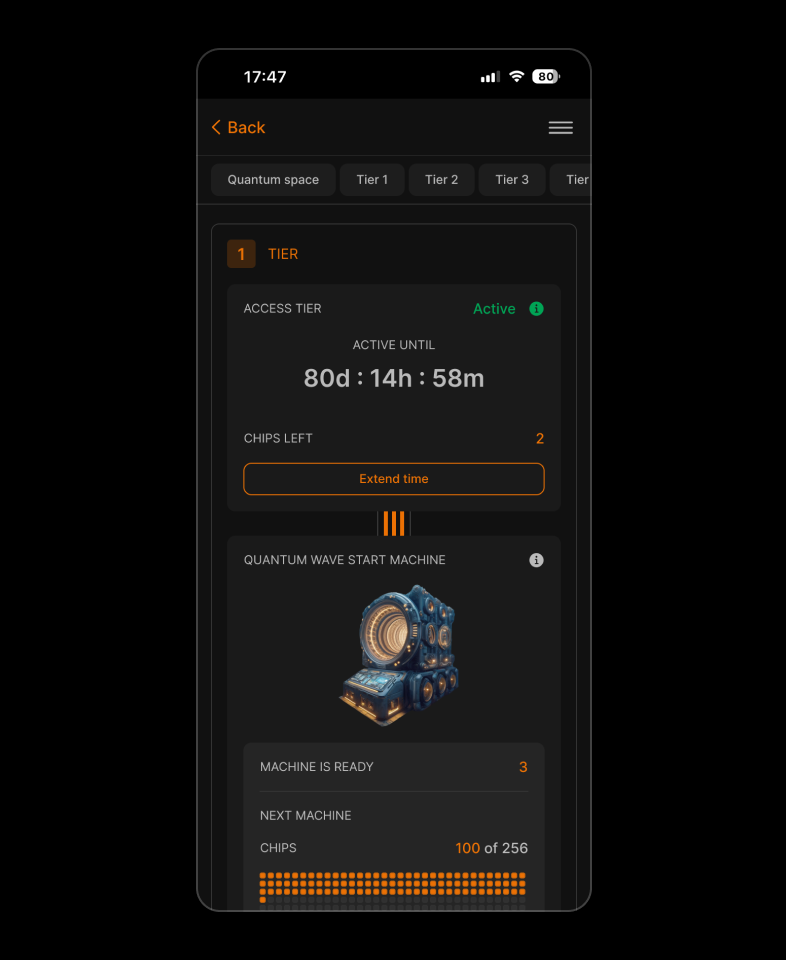 17:47
80
Back
Quantum space
Tier 1
Tier 2
Tier 3
Tier
1
TIER
ACCESS TIER
Active
ACTIVE UNTIL
80d : 14h : 58m
CHIPS LEFT
2
Extend time
QUANTUM WAVE START MACHINE
MACHINE IS READY
3
NEXT MACHINE
CHIPS
100 of 256